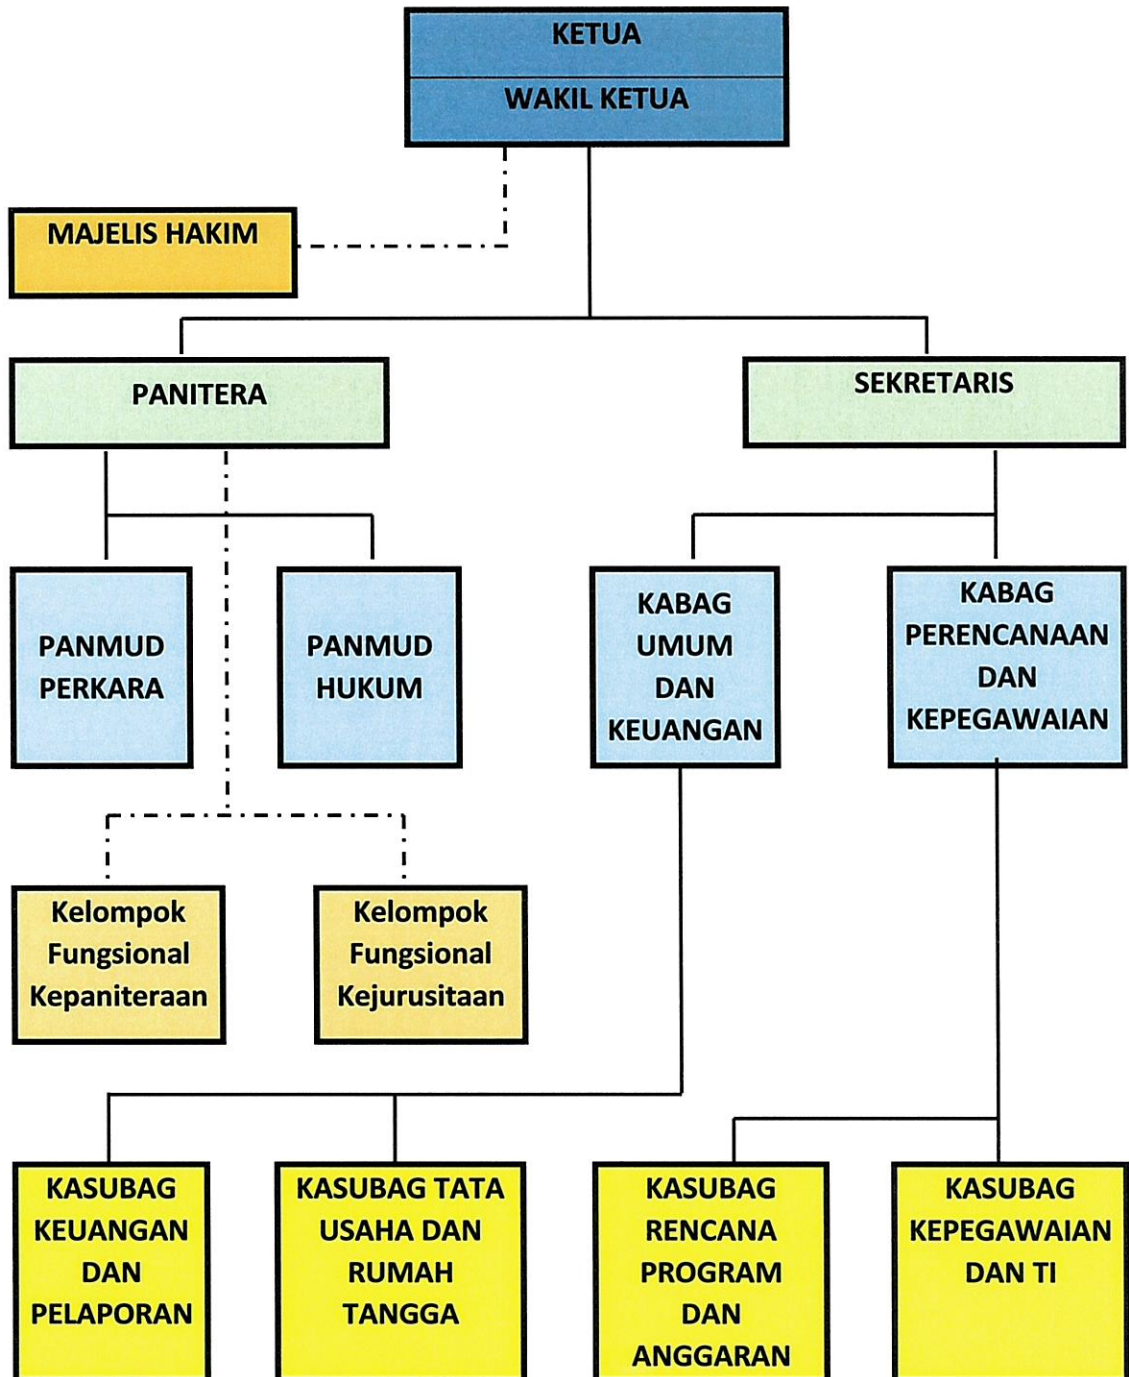 KETUA
WAKIL KETUA
MAJELIS HAKIM
PANITERA
SEKRETARIS
PANMUD
PERKARA
PANMUD
HUKUM
KABAG
UMUM
DAN
KEUANGAN
KABAG
PERENCANAAN
DAN
KEPEGAWAIAN
Kelompok
Fungsional
Kepaniteraan
Kelompok
Fungsional
Kejurusitaan
KASUBAG
KEUANGAN
DAN
PELAPORAN
KASUBAG TATA
USAHA DAN
RUMAH
TANGGA
KASUBAG
RENCANA
PROGRAM
DAN
ANGGARAN
KASUBAG
KEPEGAWAIAN
DAN TI